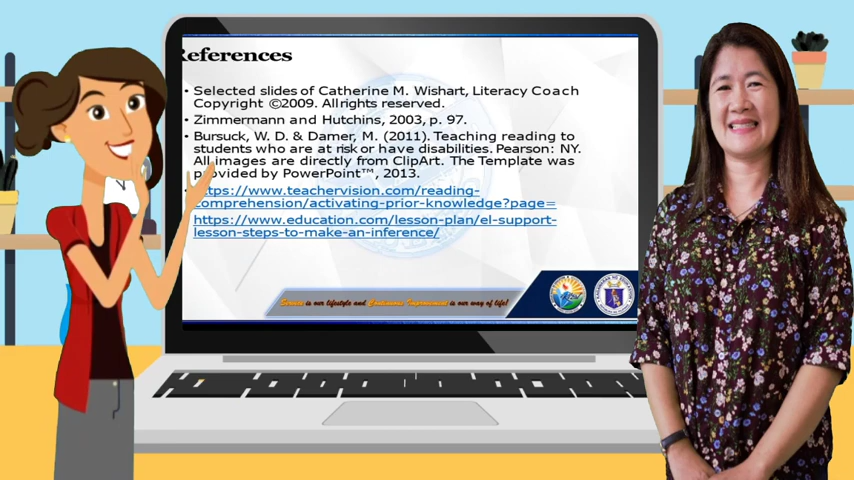 References
• Selected slides of Catherine M. Wishart, Literacy Coach
Copyright ©2009. All rights reserved.
• Zimmermann and Hutchins, 2003, p. 97.
• Bursuck, W. D. & Damer, M. (2011). Teaching reading to
students who are at risk or have disabilities. Pearson: NY.
All images are directly from ClipArt. The Template was
provided by PowerPoint™, 2013.
https://www.teachervision.com/reading-
comprehension/activating-prior-knowledge?page=
https://www.education.com/lesson-plan/el-support-
lesson-steps-to-make-an-inference/
Service is our lifestyle and Continuous Improvement is our way of life!